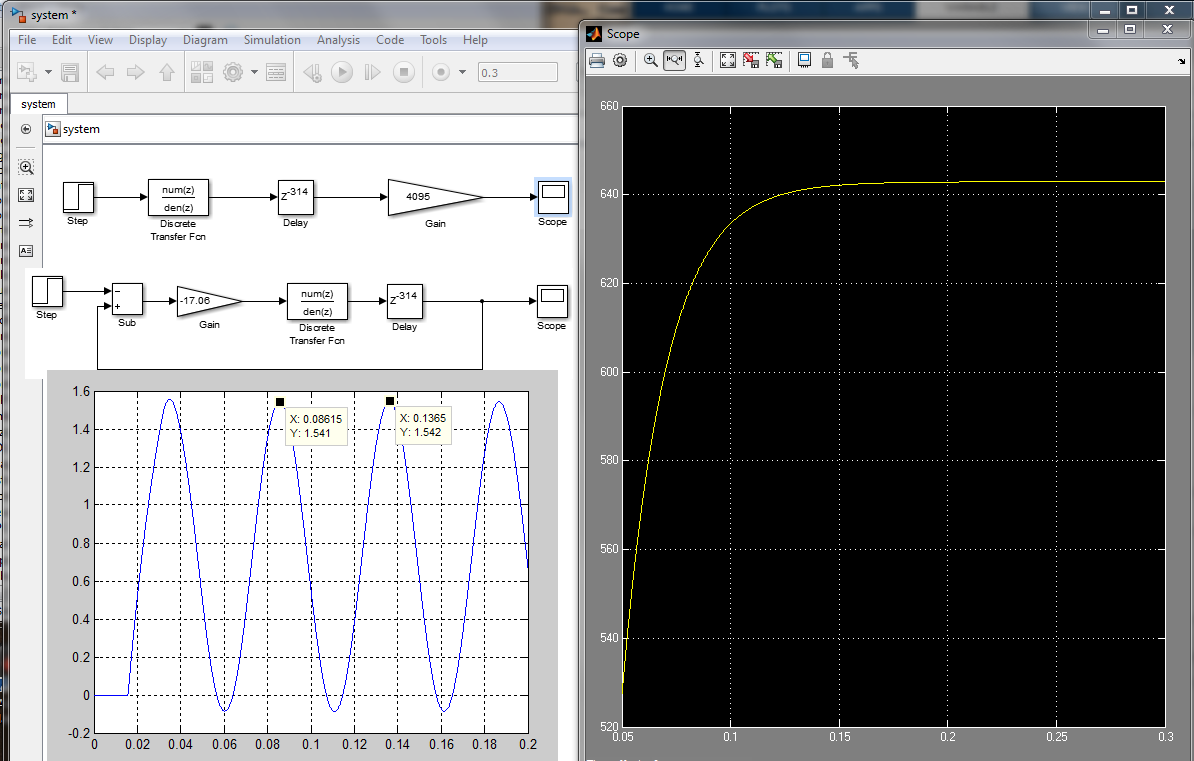 system *
File Edit View Display Diagram Simulation Analysis Code Tools Help
0.3
system
system
Step
num(z)
den(z)
Discrete
Transfer Fcn
Z-314
Delay
4095
Gain
Scope
Step
Sub
-17.06
Gain
num(z)
den(z)
Discrete
Transfer Fcn
Z-314
Delay
Scope
1.6
1.4
1.2
1
0.8
0.6
0.4
0.2
0
-0.2
X: 0.08615
Y: 1.541
X: 0.1365
Y: 1.542
0 0.02 0.04 0.06 0.08 0.1 0.12 0.14 0.16 0.18 0.2
Scope
660
640
620
600
580
560
540
520
0.05 0.1 0.15 0.2 0.25 0.3